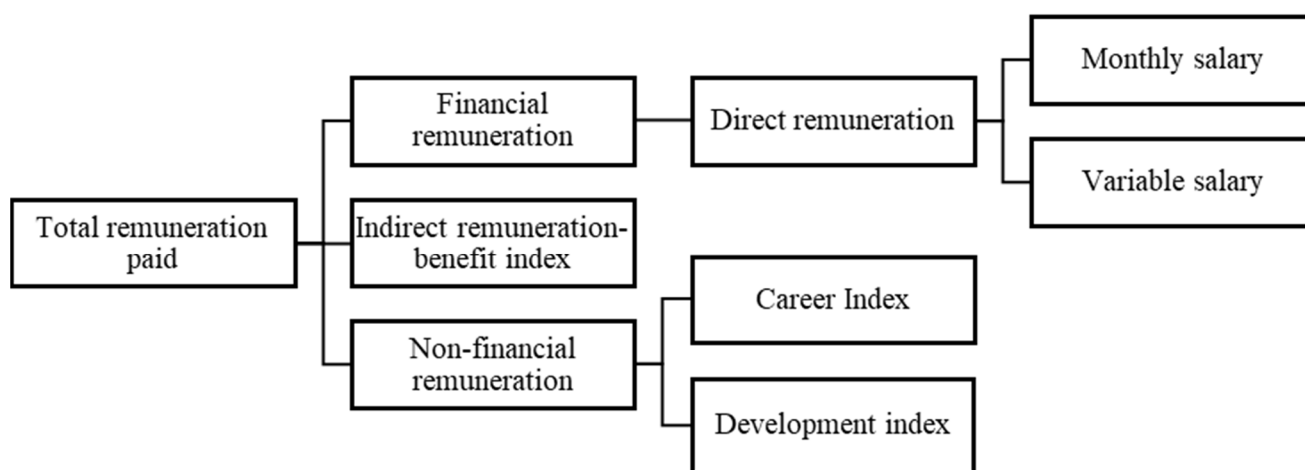 Total remuneration
paid
Financial
remuneration
Indirect remuneration-
benefit index
Non-financial
remuneration
Direct remuneration
Career Index
Development index
Monthly salary
Variable salary